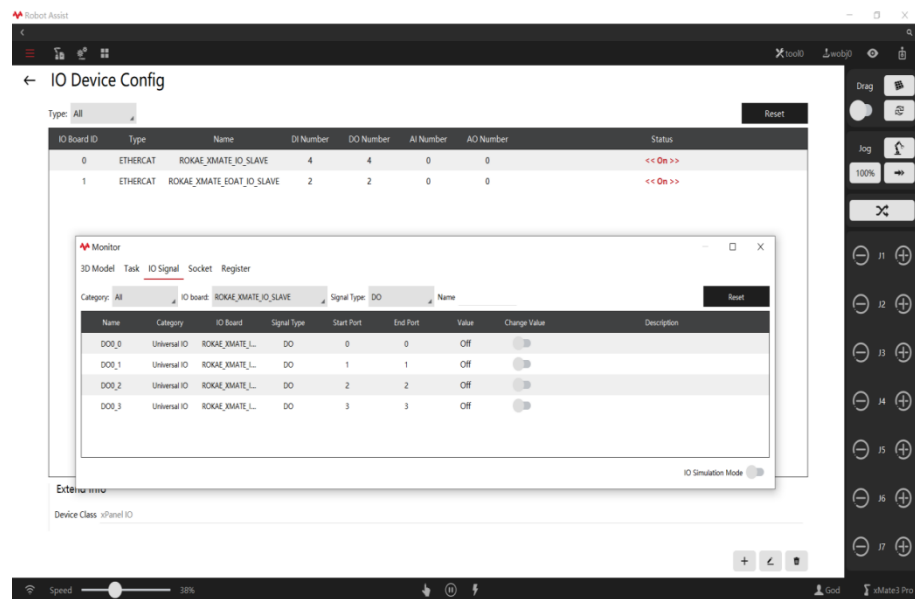 Robot Assist
tool0 wobj0
IO Device Config
Type: All Reset
IO Board ID Type Name DI Number DO Number AI Number AO Number Status
0 ETHERCAT ROKAE_XMATE_IO_SLAVE 4 4 0 0 << On >>
1 ETHERCAT ROKAE_XMATE_EOAT_IO_SLAVE 2 2 0 0 << On >>
Monitor
3D Model Task IO Signal Socket Register
Category: All IO board: ROKAE_XMATE_IO_SLAVE Signal Type: DO Name Reset
Name Category IO Board Signal Type Start Port End Port Value Change Value Description
DO0_0 Universal IO ROKAE_XMATE_I... DO 0 0 Off
DO0_1 Universal IO ROKAE_XMATE_I... DO 1 1 Off
DO0_2 Universal IO ROKAE_XMATE_I... DO 2 2 Off
DO0_3 Universal IO ROKAE_XMATE_I... DO 3 3 Off
IO Simulation Mode
Extend Info
Device Class xPanel IO
Drag
Jog
100%
J1
J2
J3
J4
J5
J6
J7
Speed 38% God xMate3 Pro